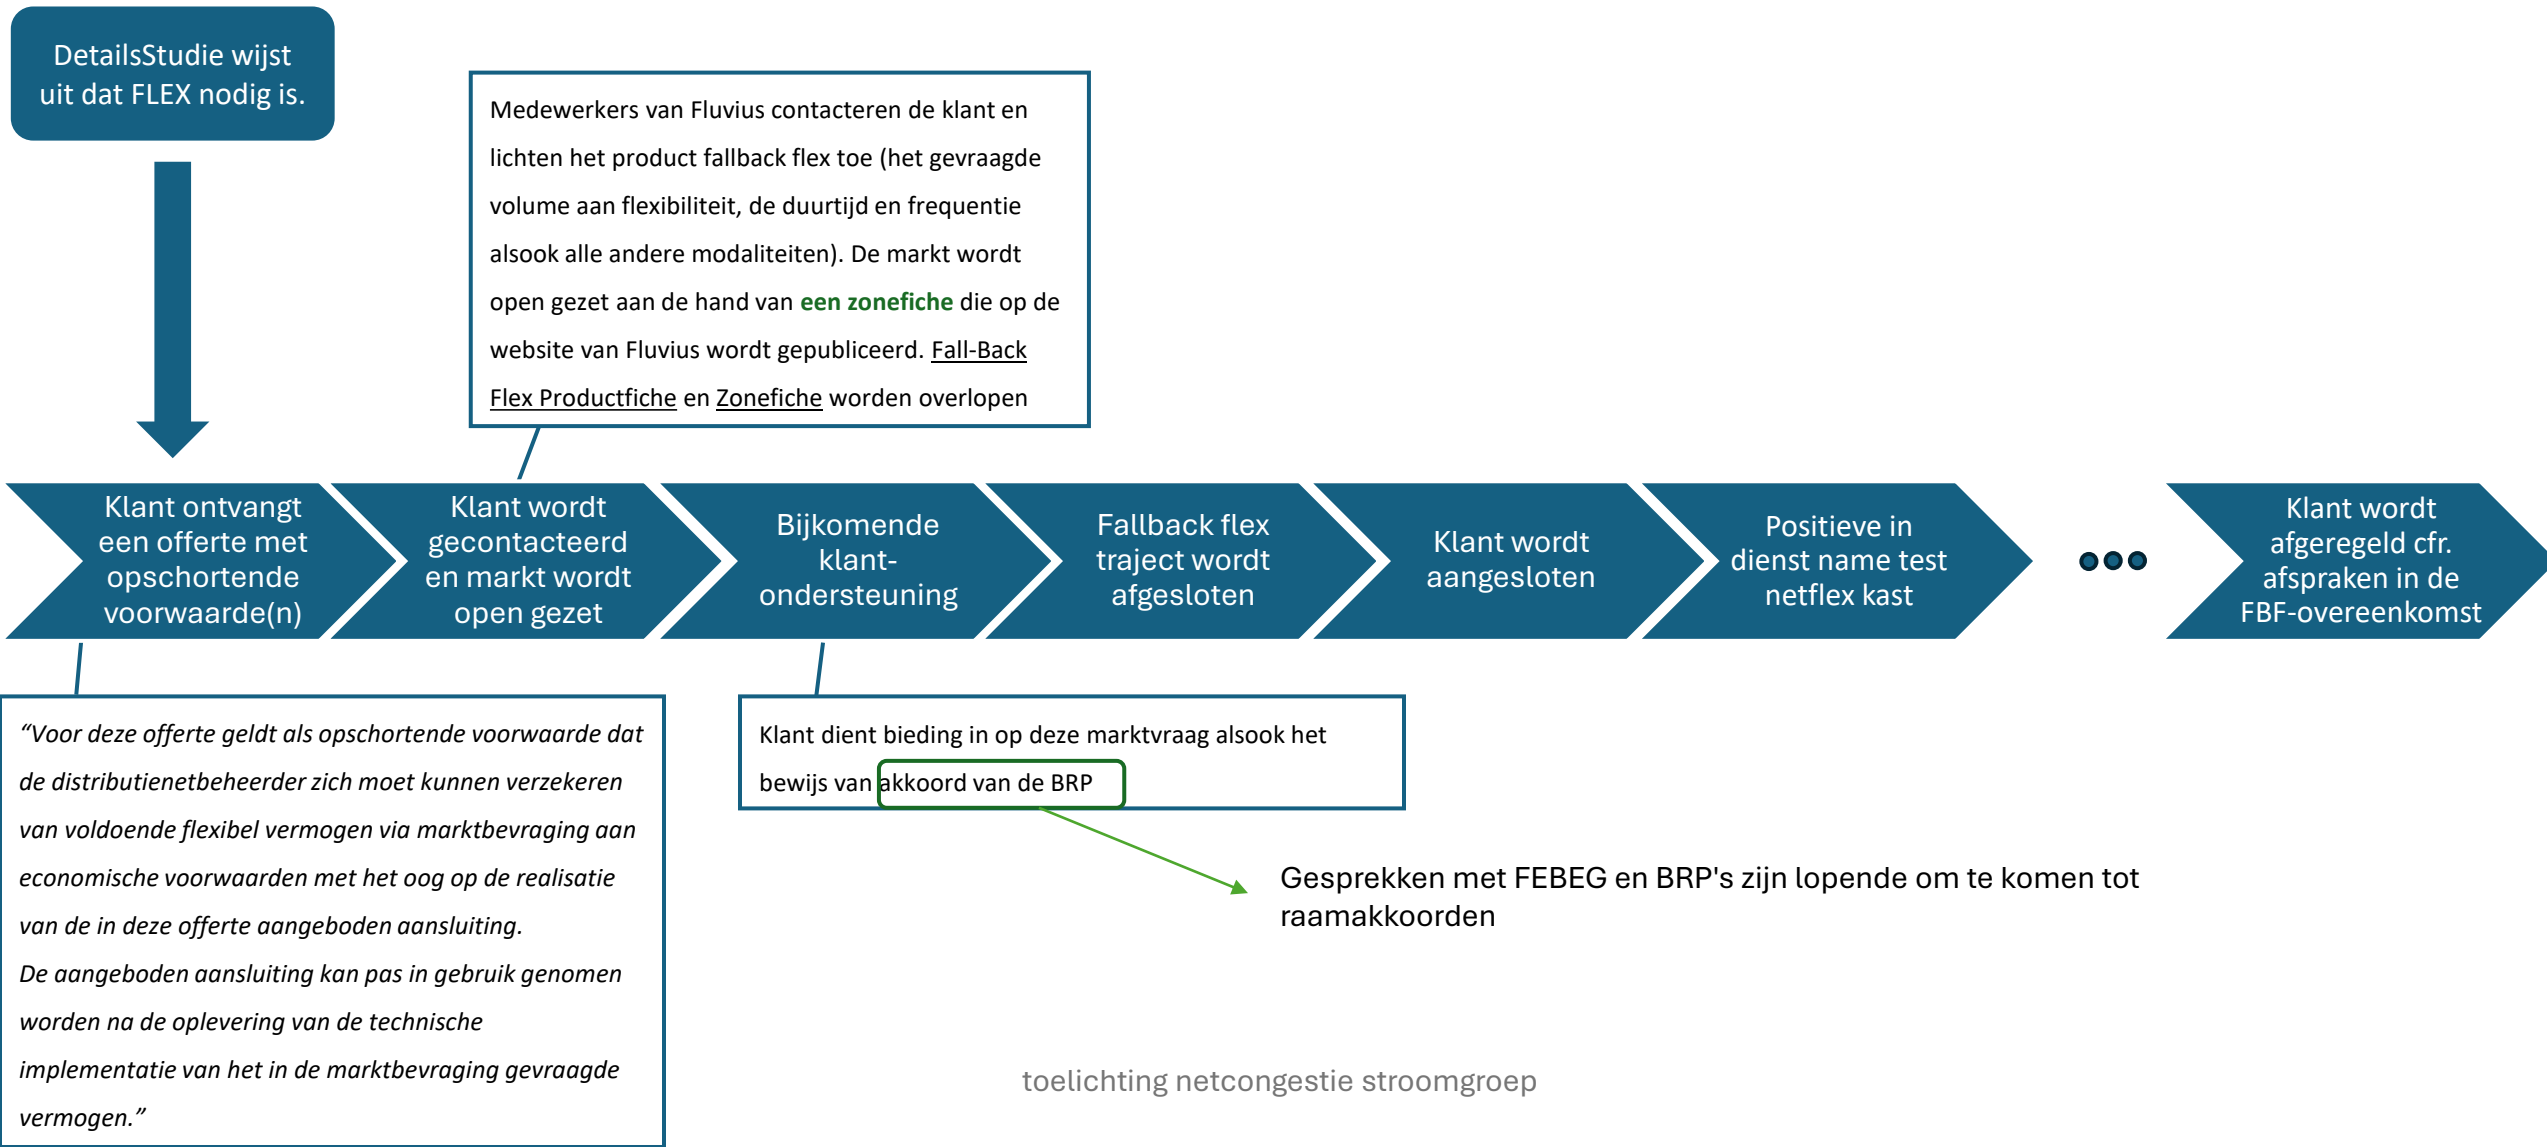 DetailsStudie wijst
uit dat FLEX nodig is.
Medewerkers van Fluvius contacteren de klant en
lichten het product fallback flex toe (het gevraagde
volume aan flexibiliteit, de duurtijd en frequentie
alsook alle andere modaliteiten). De markt wordt
open gezet aan de hand van een zonefiche die op de
website van Fluvius wordt gepubliceerd. Fall-Back
Flex Productfiche en Zonefiche worden overlopen
Klant ontvangt
een offerte met
opschortende
voorwaarde(n)
Klant wordt
gecontacteerd
en markt wordt
open gezet
Bijkomende
klant-
ondersteuning
Fallback flex
traject wordt
afgesloten
Klant wordt
aangesloten
Positieve in
dienst name test
netflex kast
Klant wordt
afgeregeld cfr.
afspraken in de
FBF-overeenkomst
“Voor deze offerte geldt als opschortende voorwaarde dat
de distributienetbeheerder zich moet kunnen verzekeren
van voldoende flexibel vermogen via marktbevraging aan
economische voorwaarden met het oog op de realisatie
van de in deze offerte aangeboden aansluiting.
De aangeboden aansluiting kan pas in gebruik genomen
worden na de oplevering van de technische
implementatie van het in de marktbevraging gevraagde
vermogen.”
Klant dient bieding in op deze marktvraag alsook het
bewijs van akkoord van de BRP
Gesprekken met FEBEG en BRP's zijn lopende om te komen tot
raamakkoorden
toelichting netcongestie stroomgroep